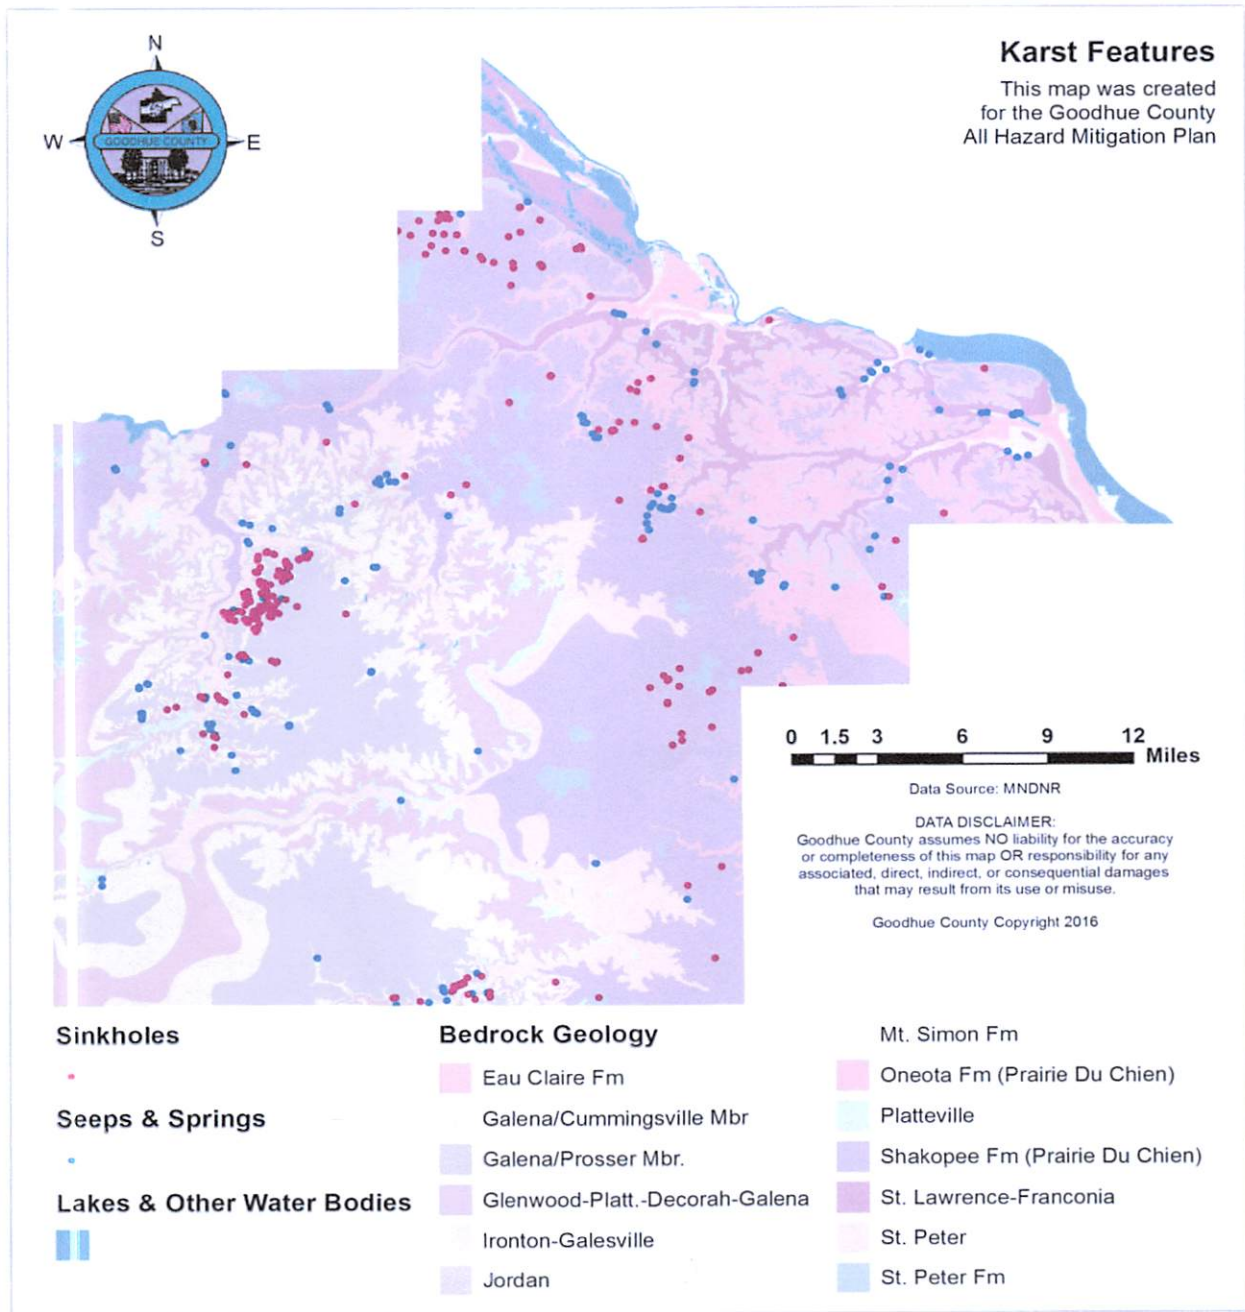 Karst Features
This map was created
for the Goodhue County
All Hazard Mitigation Plan
N
W
E
S
GOODHUE COUNTY
0 1.5 3 6 9 12
Miles
Data Source: MNDNR
DATA DISCLAIMER:
Goodhue County assumes NO liability for the accuracy
or completeness of this map OR responsibility for any
associated, direct, indirect, or consequential damages
that may result from its use or misuse.
Goodhue County Copyright 2016
Sinkholes
Seeps & Springs
Lakes & Other Water Bodies
Bedrock Geology
Eau Claire Fm
Galena/Cummingsville Mbr
Galena/Prosser Mbr.
Glenwood-Platt.-Decorah-Galena
Ironton-Galesville
Jordan
Mt. Simon Fm
Oneota Fm (Prairie Du Chien)
Platteville
Shakopee Fm (Prairie Du Chien)
St. Lawrence-Franconia
St. Peter
St. Peter Fm